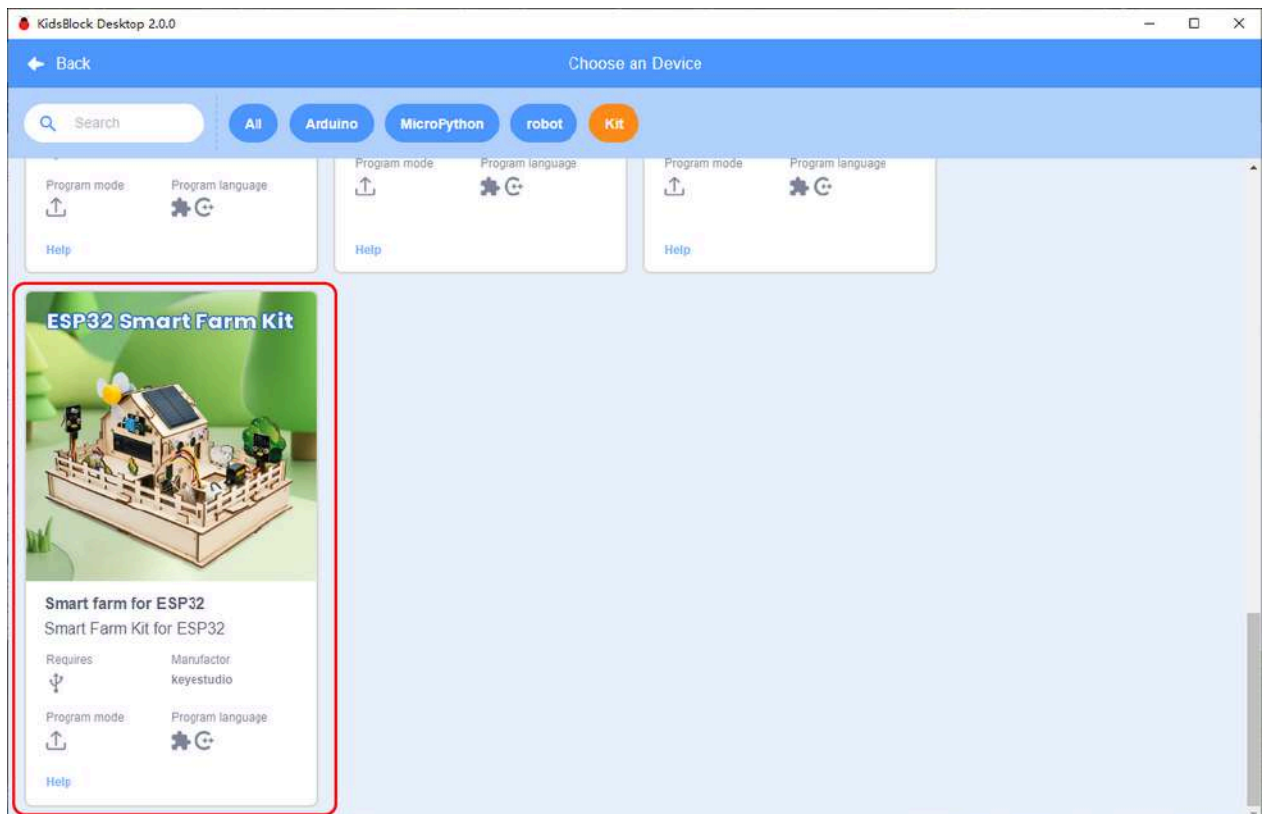 KidsBlock Desktop 2.0.0
Back
Choose an Device
Search
All
Arduino
MicroPython
robot
Kit
Program mode Program language
Help
Program mode Program language
Help
Program mode Program language
Help
ESP32 Smart Farm Kit
Smart farm for ESP32
Smart Farm Kit for ESP32
Requires Manufactor
keyestudio
Program mode Program language
Help